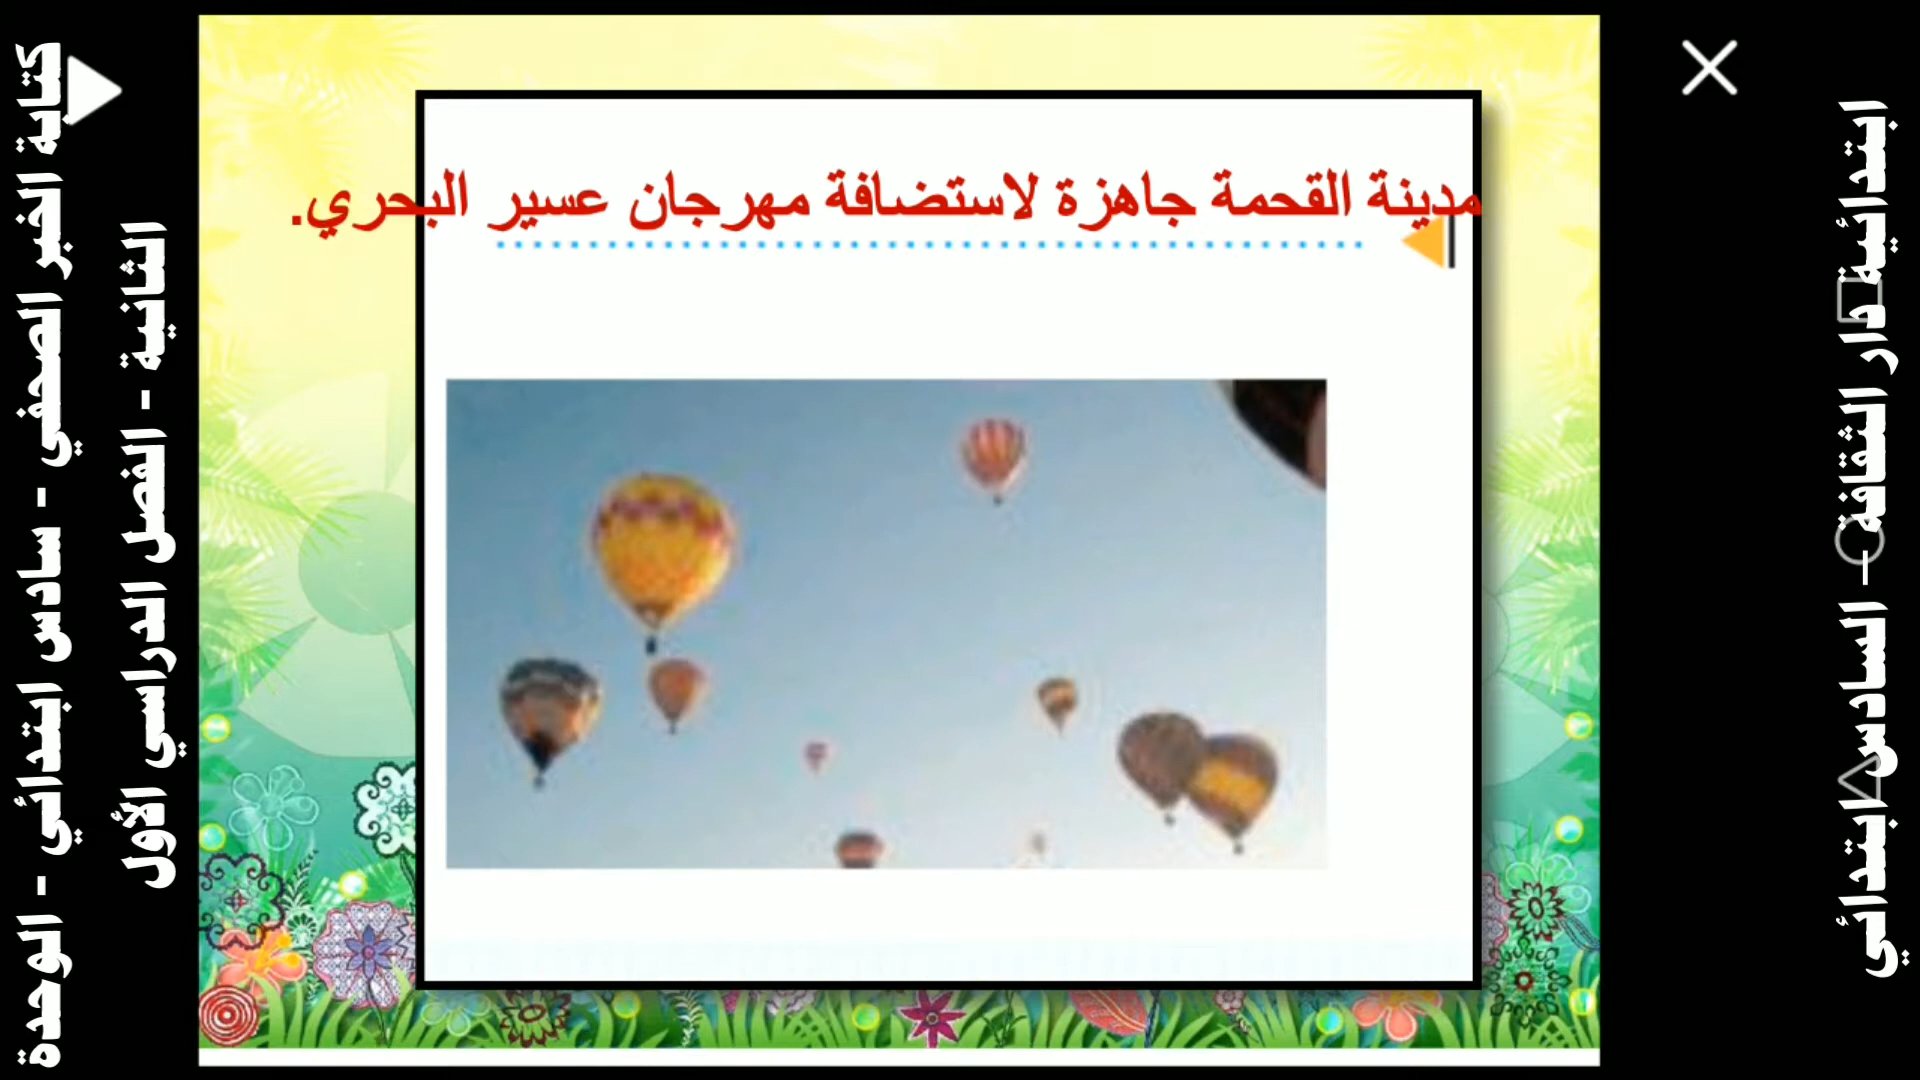 مدينة القحمة جاهزة لاستضافة مهرجان عسير البحري.
كتابة الخبر الصحفي - سادس ابتدائي - الوحدة
الثانية - الفصل الدراسي الأول
ابتدائية دار الثقافة – السادس ابتدائي